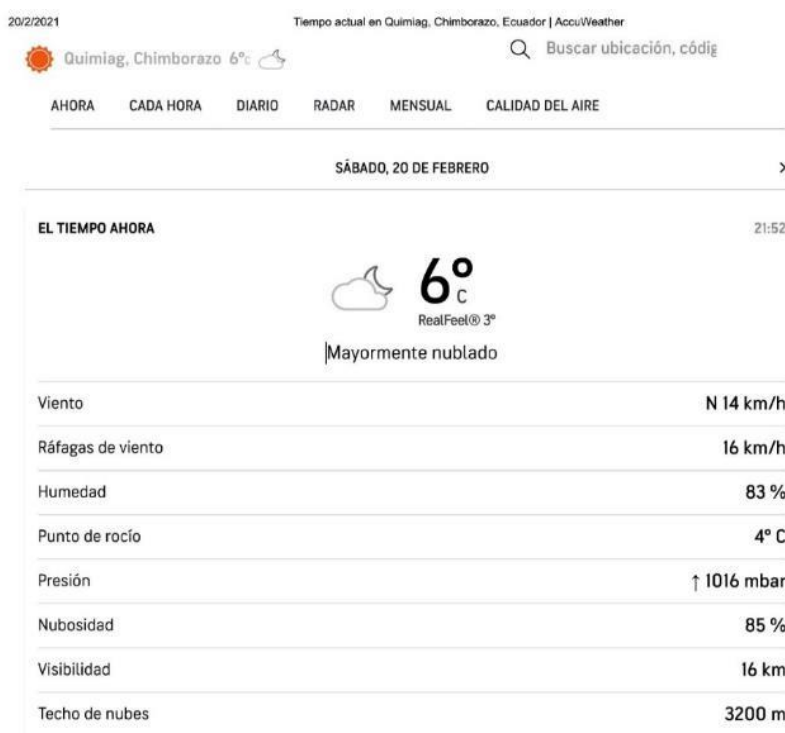 20/2/2021 Tiempo actual en Quimiag, Chimborazo, Ecuador | AccuWeather
Quimiag, Chimborazo 6°c Buscar ubicación, códig
AHORA CADA HORA DIARIO RADAR MENSUAL CALIDAD DEL AIRE
SÁBADO, 20 DE FEBRERO
EL TIEMPO AHORA 21:52
6° C
RealFeel® 3°
Mayormente nublado
Viento N 14 km/h
Ráfagas de viento 16 km/h
Humedad 83 %
Punto de rocío 4° C
Presión ↑ 1016 mbar
Nubosidad 85 %
Visibilidad 16 km
Techo de nubes 3200 m